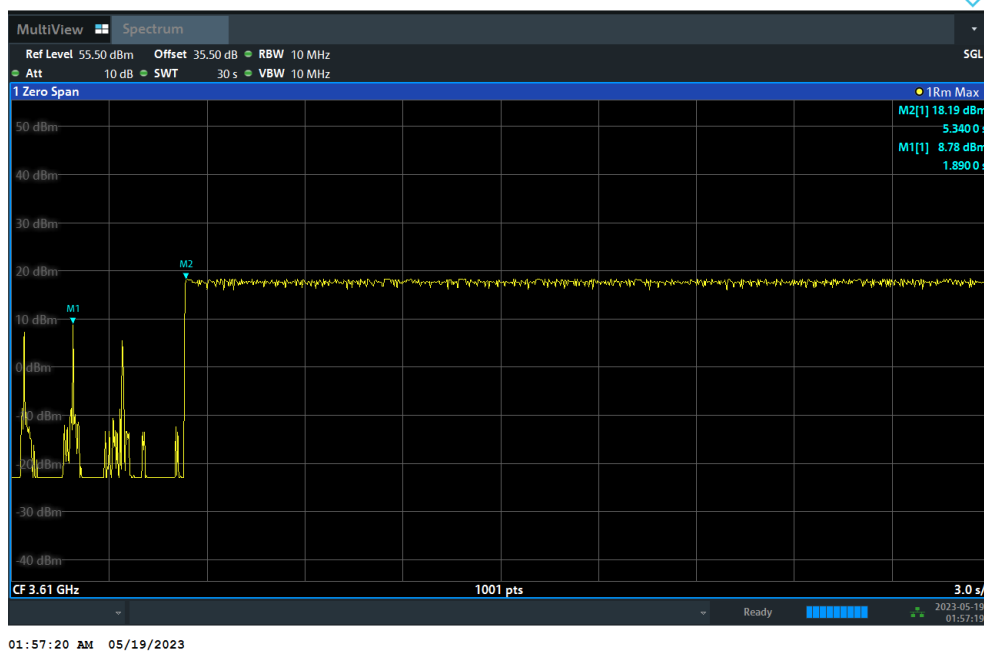 MultiView Spectrum
Ref Level 55.50 dBm Offset 35.50 dB RBW 10 MHz SGL
Att 10 dB SWT 30 s VBW 10 MHz
1 Zero Span 1Rm Max
M2[1] 18.19 dBm
5.340 0 s
M1[1] 8.78 dBm
1.890 0 s
50 dBm
40 dBm
30 dBm
20 dBm
M2
M1
10 dBm
0 dBm
-10 dBm
-20 dBm
-30 dBm
-40 dBm
CF 3.61 GHz 1001 pts 3.0 s/
Ready 2023-05-19
01:57:19
01:57:20 AM 05/19/2023